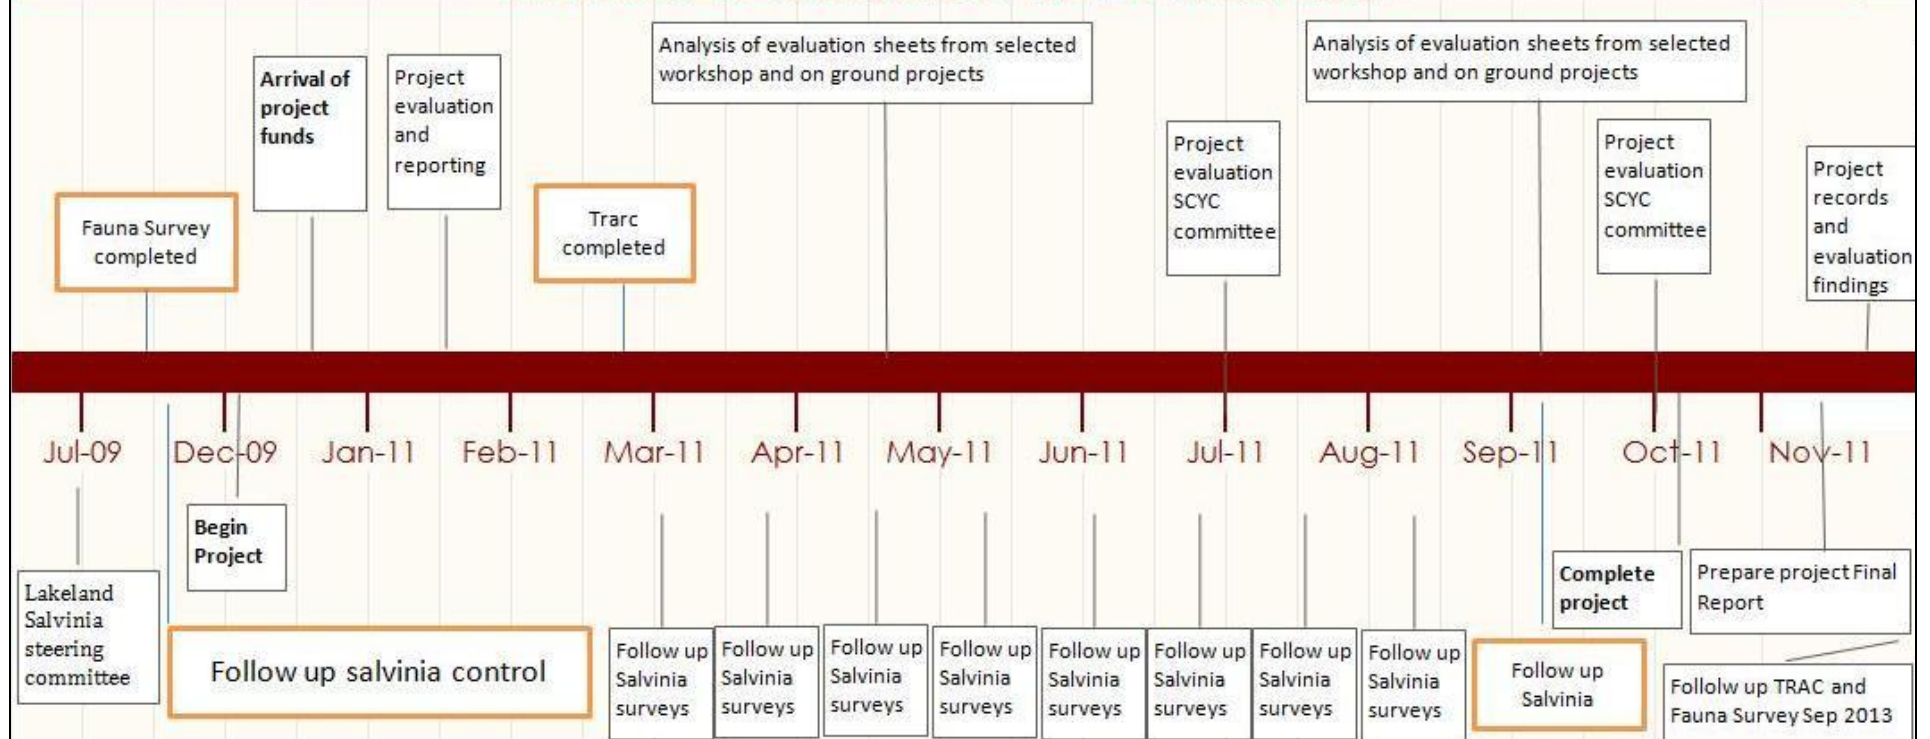 Analysis of evaluation sheets from selected
workshop and on ground projects
Analysis of evaluation sheets from selected
workshop and on ground projects
Arrival of
project
funds
Project
evaluation
and
reporting
Project
evaluation
SCYC
committee
Project
evaluation
SCYC
committee
Project
records
and
evaluation
findings
Fauna Survey
completed
Trarc
completed
Jul-09
Dec-09
Jan-11
Feb-11
Mar-11
Apr-11
May-11
Jun-11
Jul-11
Aug-11
Sep-11
Oct-11
Nov-11
Begin
Project
Lakeland
Salvinia
steering
committee
Follow up salvinia control
Follow up
Salvinia
surveys
Follow up
Salvinia
surveys
Follow up
Salvinia
surveys
Follow up
Salvinia
surveys
Follow up
Salvinia
surveys
Follow up
Salvinia
surveys
Follow up
Salvinia
surveys
Follow up
Salvinia
surveys
Follow up
Salvinia
Complete
project
Prepare project Final
Report
Follolw up TRAC and
Fauna Survey Sep 2013